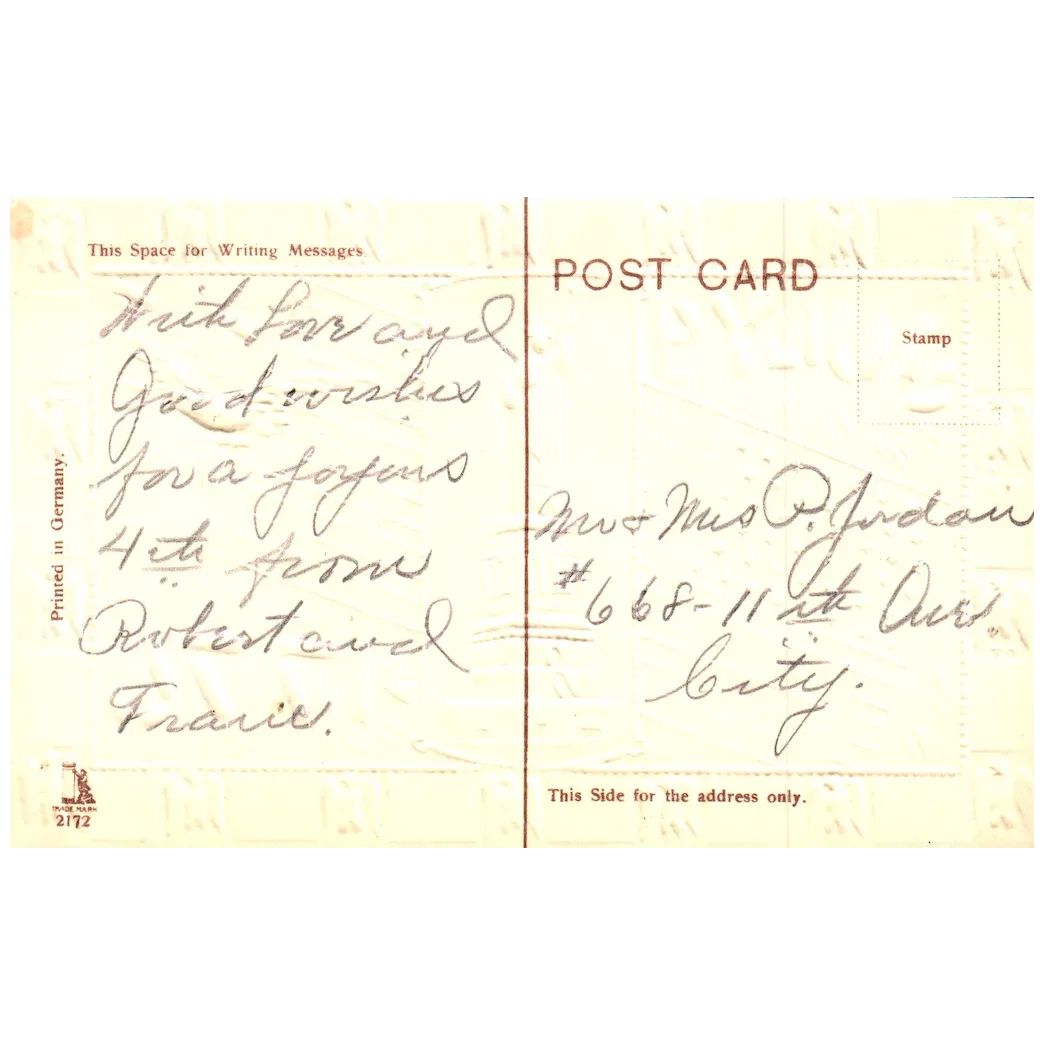 This Space for Writing Messages
With Love and
Good wishes
for a joyous
4th from
Robert and
Printed in Germany.
TRADE MARK
2172
POST CARD
Stamp
Mr & Mrs P. Jordan
#668-11th Ave
City.
This Side for the address only.